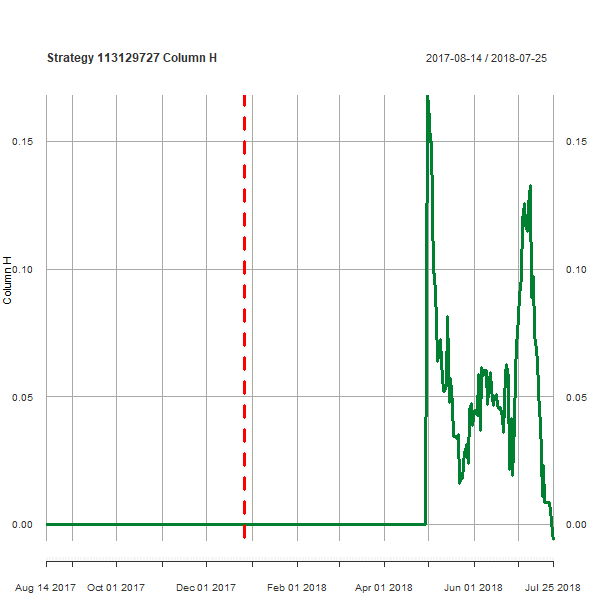 Strategy 113129727 Column H
2017-08-14 / 2018-07-25
Column H
0.15
0.10
0.05
0.00
0.15
0.10
0.05
0.00
Aug 14 2017
Oct 01 2017
Dec 01 2017
Feb 01 2018
Apr 01 2018
Jun 01 2018
Jul 25 2018